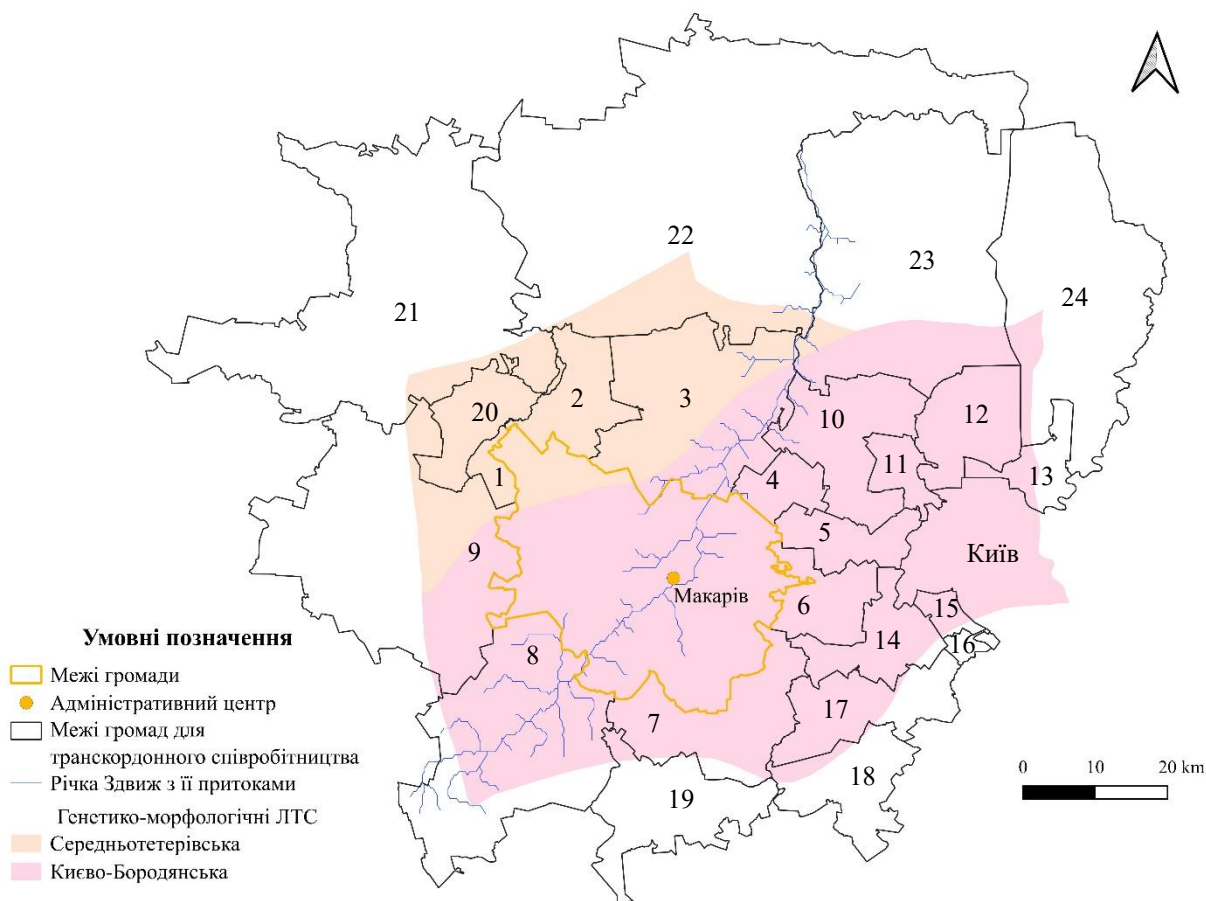 22
23
24
21
20
2
3
10
12
1
11
4
13
5
9
Київ
Макарів
6
15
14
16
8
7
17
18
19
0 10 20 km
Умовні позначення
Межі громади
Адміністративний центр
Межі громад для
транскордонного співробітництва
Річка Здвиж з її притоками
Генетико-морфологічні ЛТС
Середньотетерівська
Києво-Бородянська